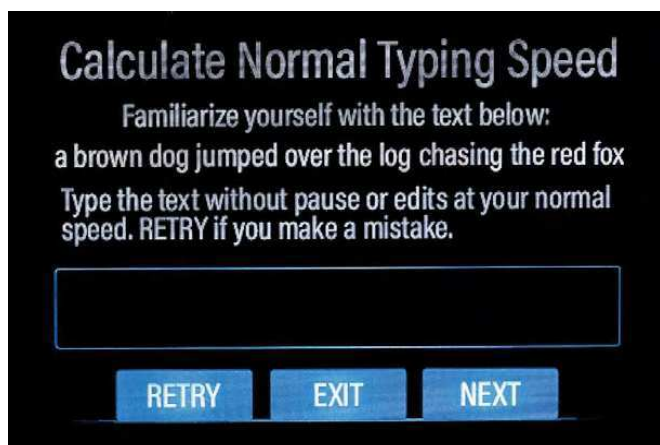 Calculate Normal Typing Speed
Familiarize yourself with the text below:
a brown dog jumped over the log chasing the red fox
Type the text without pause or edits at your normal
speed. RETRY if you make a mistake.
RETRY EXIT NEXT